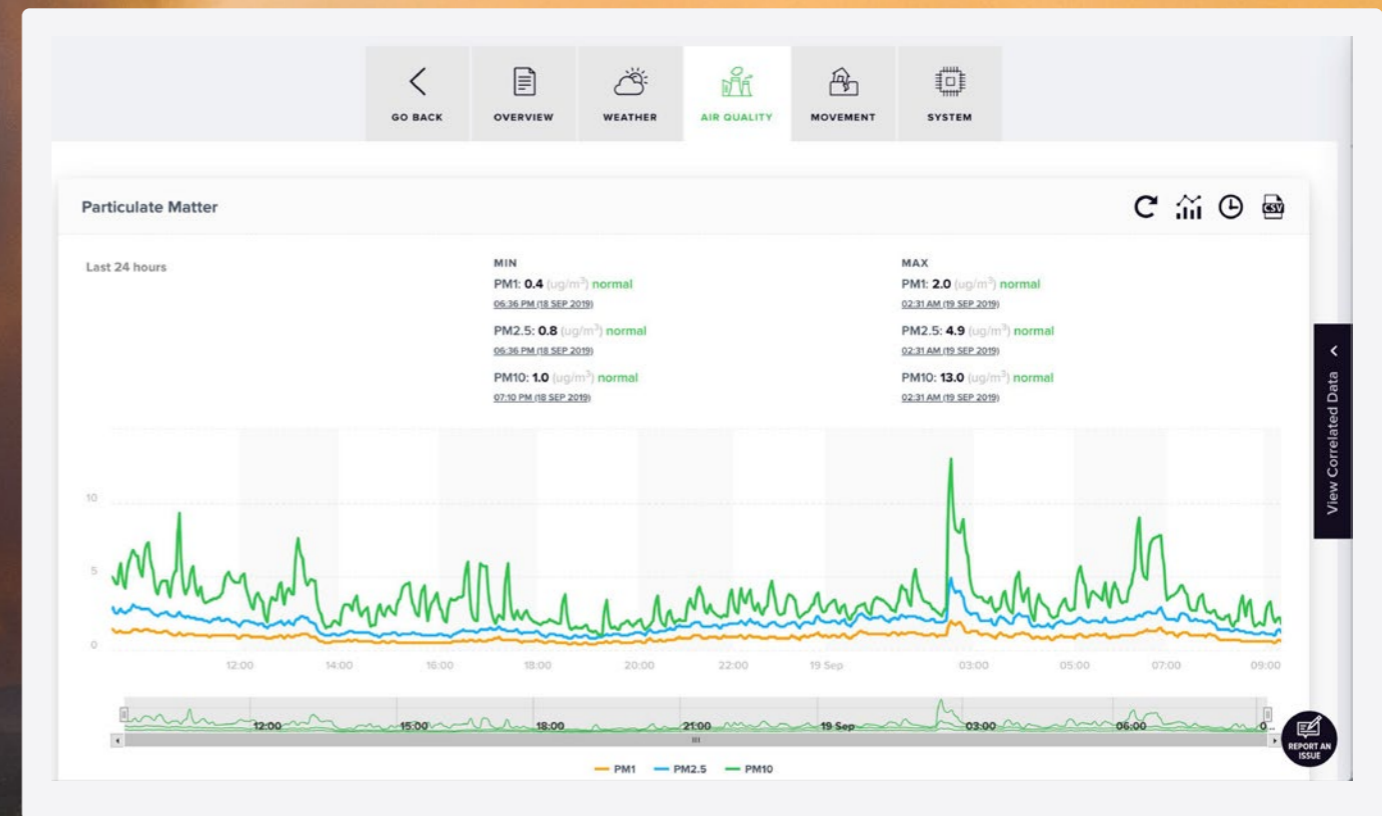 GO BACK
OVERVIEW
WEATHER
AIR QUALITY
MOVEMENT
SYSTEM
Particulate Matter
CSV
Last 24 hours
MIN
PM1: 0.4 (ug/m³) normal
06:36 PM (18 SEP 2019)
PM2.5: 0.8 (ug/m³) normal
06:36 PM (18 SEP 2019)
PM10: 1.0 (ug/m³) normal
07:10 PM (18 SEP 2019)
MAX
PM1: 2.0 (ug/m³) normal
02:31 AM (19 SEP 2019)
PM2.5: 4.9 (ug/m³) normal
02:31 AM (19 SEP 2019)
PM10: 13.0 (ug/m³) normal
02:31 AM (19 SEP 2019)
View Correlated Data
10
5
0
12:00 14:00 16:00 18:00 20:00 22:00 19 Sep 03:00 05:00 07:00 09:00
12:00 15:00 18:00 21:00 19 Sep 03:00 06:00
REPORT AN
ISSUE
PM1 PM2.5 PM10